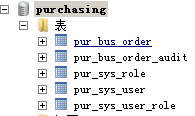 purchasing
表
pur_bus_order
pur_bus_order_audit
pur_sys_role
pur_sys_user
pur_sys_user_role